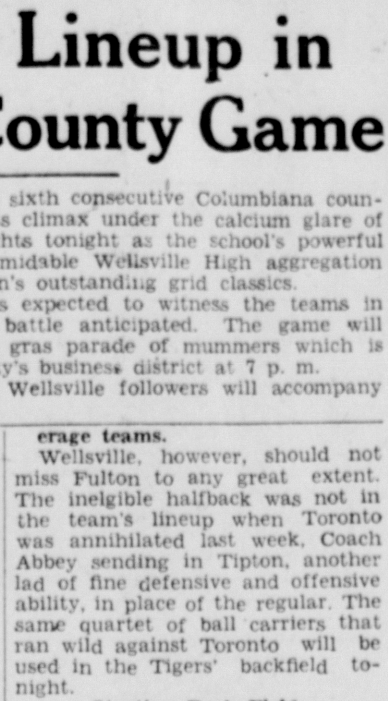 Lineup in
ounty Game
sixth consecutive Columbiana coun-
s climax under the calcium glare of
hts tonight as the school's powerful
midable Wellsville High aggregation
n's outstanding grid classics.
s expected to witness the teams in
battle anticipated. The game will
gras parade of mummers which is
y's business district at 7 p. m.
Wellsville followers will accompany
erage teams.
Wellsville, however, should not
miss Fulton to any great extent.
The inelgible halfback was not in
the team's lineup when Toronto
was annihilated last week, Coach
Abbey sending in Tipton, another
lad of fine defensive and offensive
ability, in place of the regular. The
same quartet of ball carriers that
ran wild against Toronto will be
used in the Tigers' backfield to-
night.